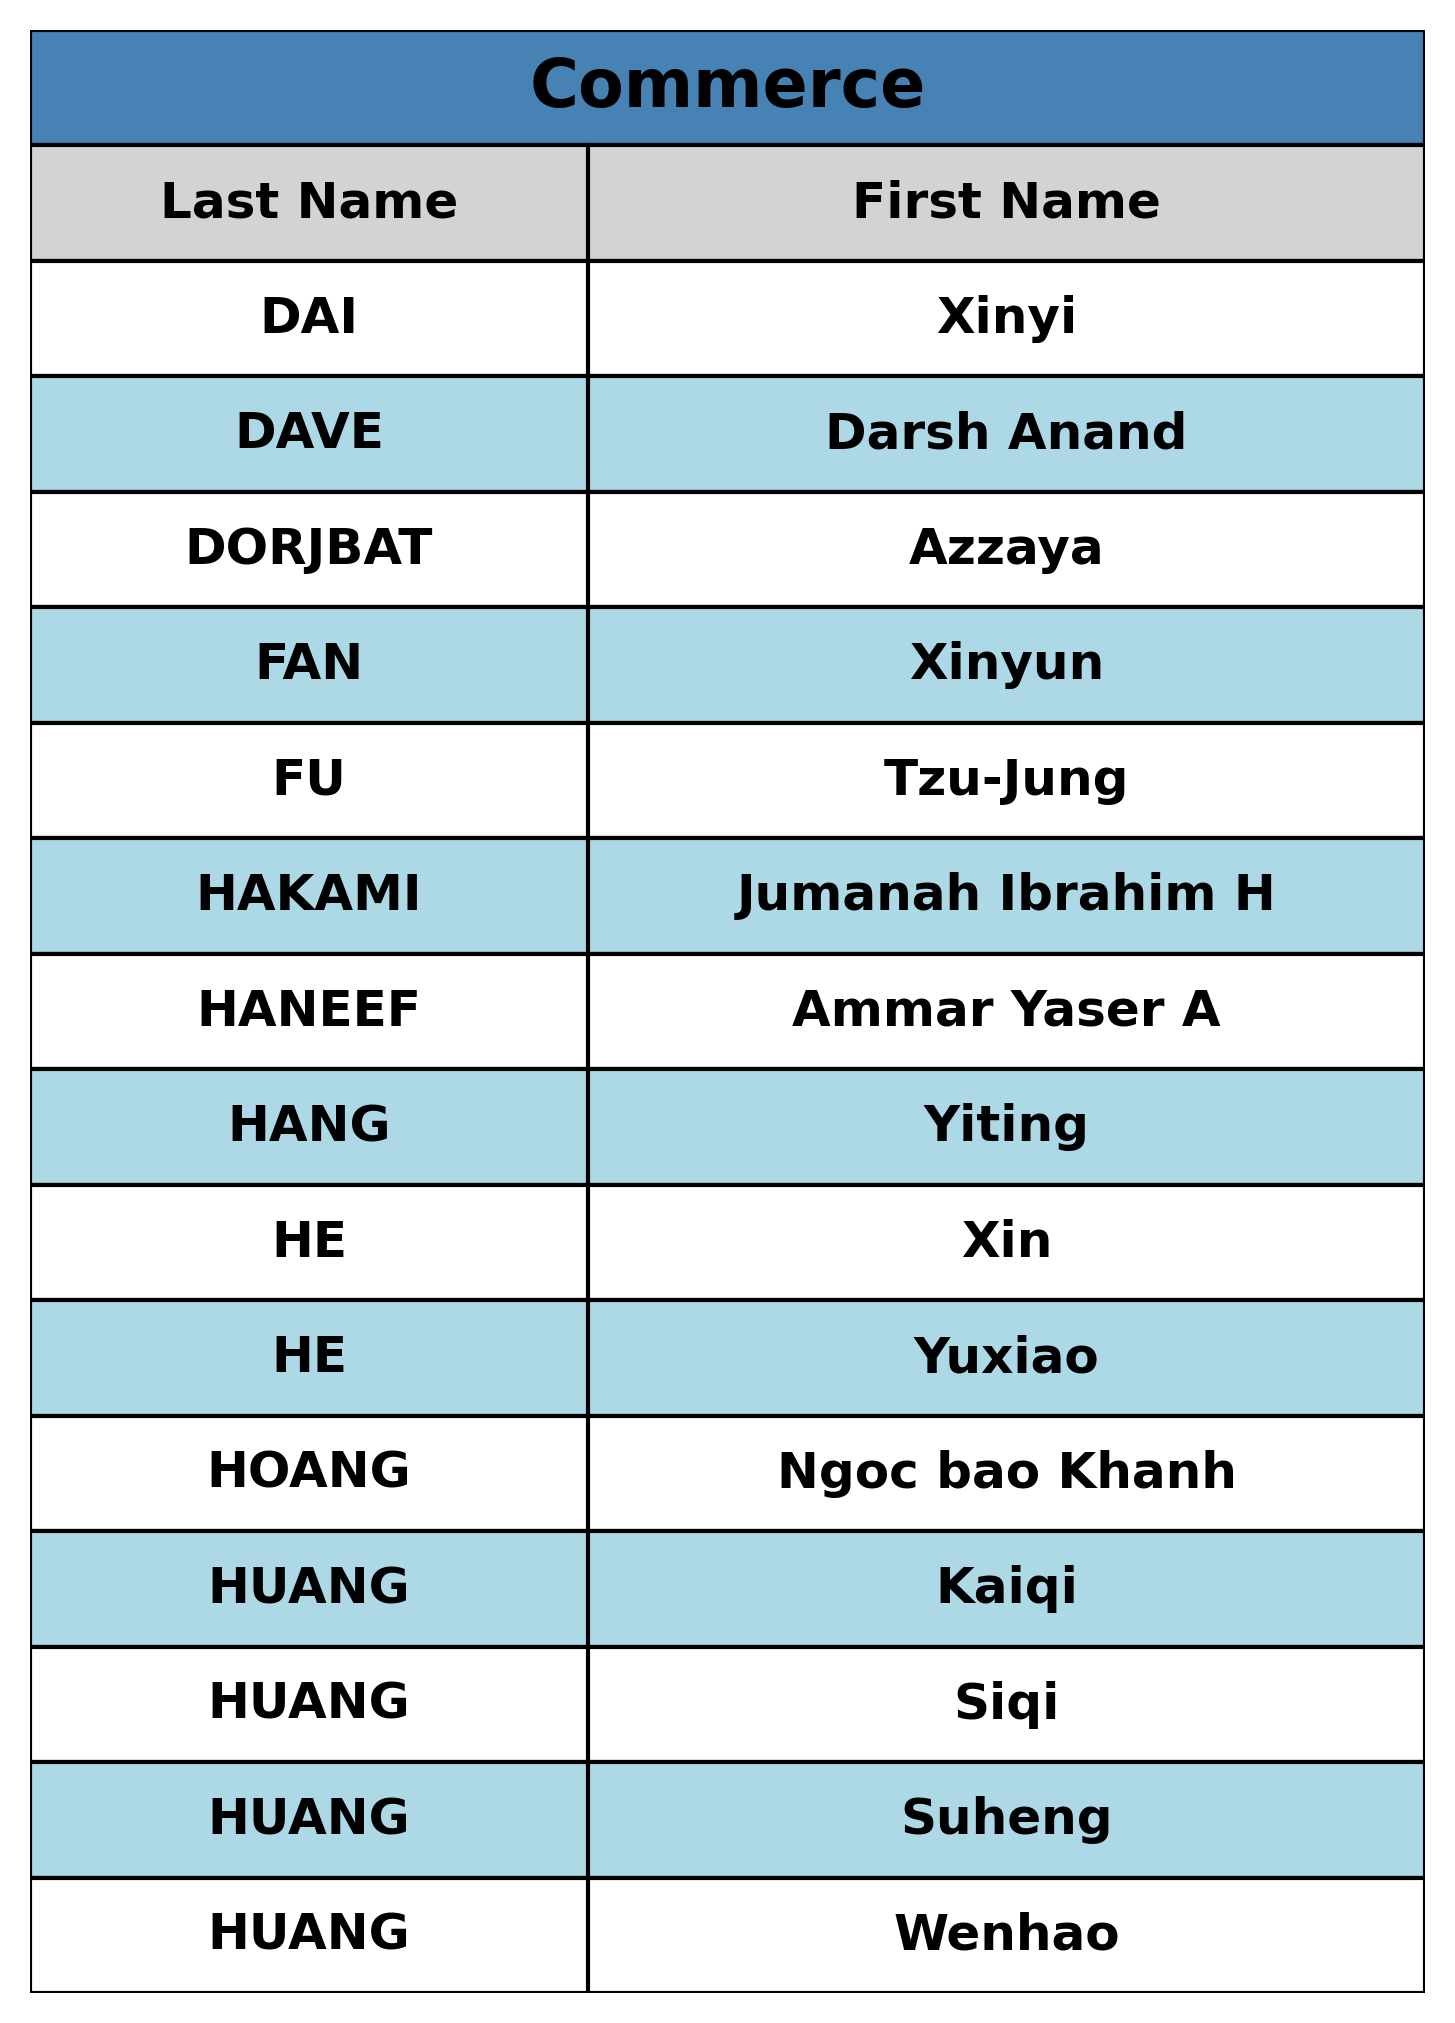 Commerce
Last Name First Name
DAI Xinyi
DAVE Darsh Anand
DORJBAT Azzaya
FAN Xinyun
FU Tzu-Jung
HAKAMI Jumanah Ibrahim H
HANEEF Ammar Yaser A
HANG Yiting
HE Xin
HE Yuxiao
HOANG Ngoc bao Khanh
HUANG Kaiqi
HUANG Siqi
HUANG Suheng
HUANG Wenhao